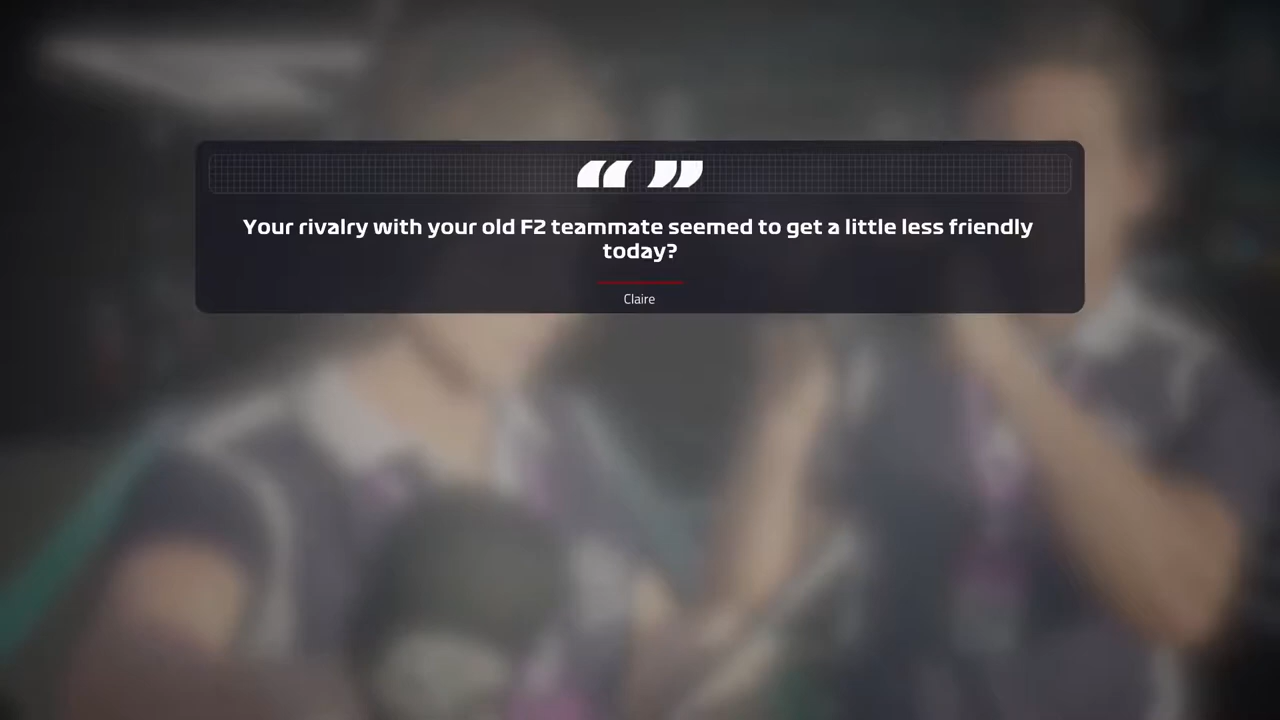 “ ”
Your rivalry with your old F2 teammate seemed to get a little less friendly
today?
Claire